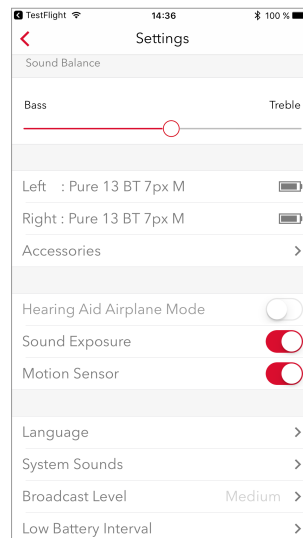 TestFlight 14:36 100 %
Settings
Sound Balance
Bass Treble
Left : Pure 13 BT 7px M
Right : Pure 13 BT 7px M
Accessories
Hearing Aid Airplane Mode
Sound Exposure
Motion Sensor
Language
System Sounds
Broadcast Level Medium
Low Battery Interval